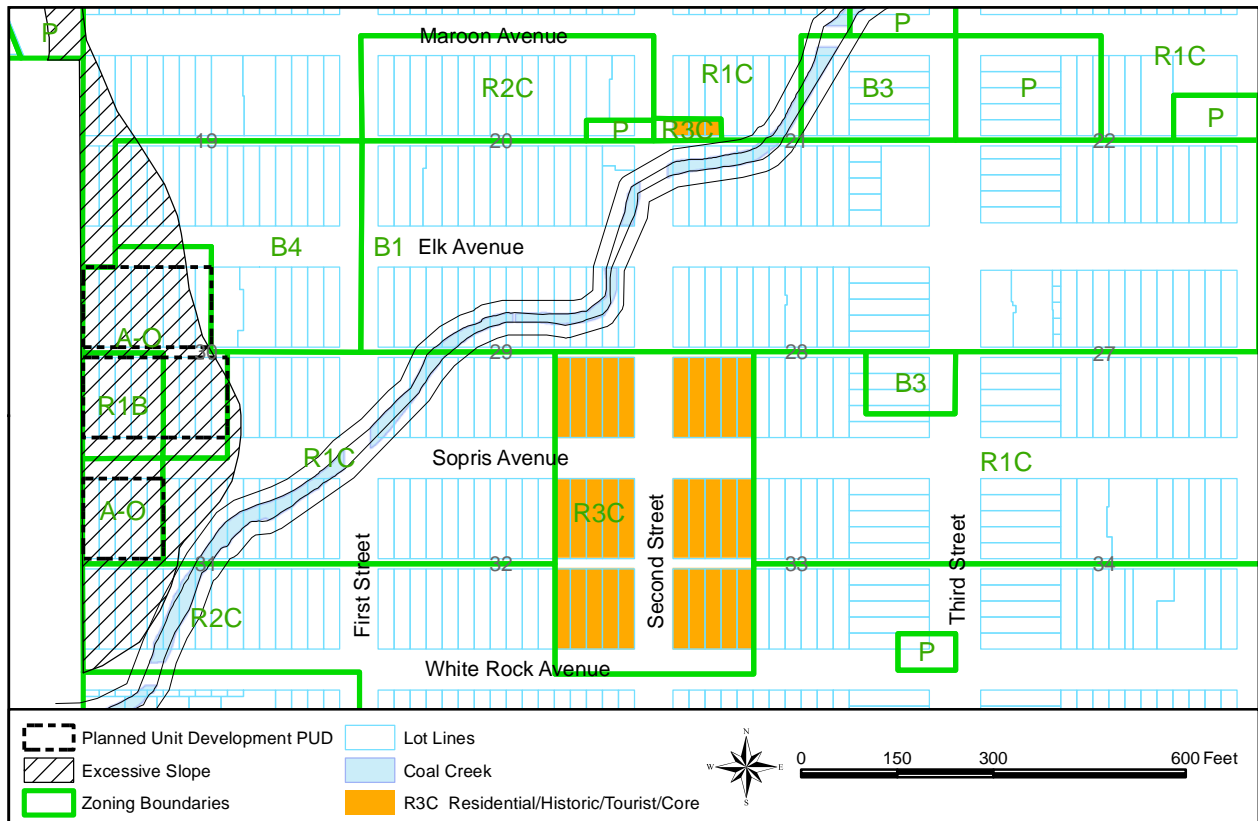 Maroon Avenue
P
P
R2C
R1C
R1C
B3
P
P
P
R3C
19
20
21
22
B4
B1
Elk Avenue
A-O
30
29
28
27
R1B
B3
R1C
Sopris Avenue
R1C
A-O
R3C
First Street
Second Street
Third Street
31
32
33
34
R2C
P
White Rock Avenue
Planned Unit Development PUD
Lot Lines
Excessive Slope
Coal Creek
Zoning Boundaries
R3C Residential/Historic/Tourist/Core
N
W
E
S
0 150 300 600 Feet